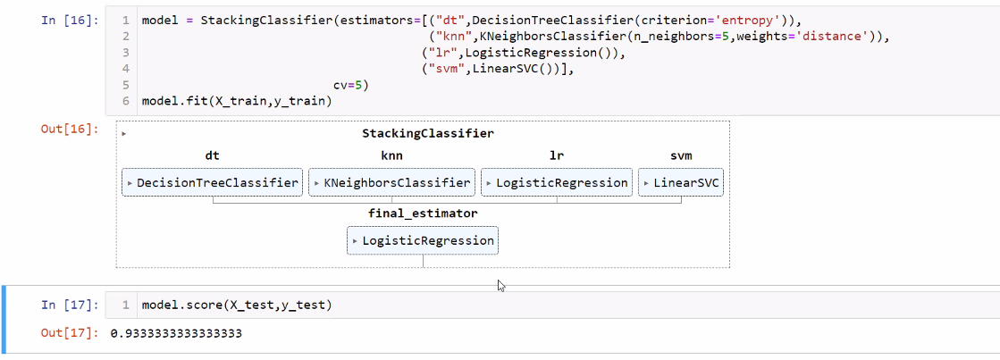 In [16]:
1 model = StackingClassifier(estimators=[("dt",DecisionTreeClassifier(criterion='entropy')),
2 ("knn",KNeighborsClassifier(n_neighbors=5,weights='distance')),
3 ("lr",LogisticRegression()),
4 ("svm",LinearSVC())],
5 cv=5)
6 model.fit(X_train,y_train)
Out[16]:
StackingClassifier
dt knn lr svm
DecisionTreeClassifier KNeighborsClassifier LogisticRegression LinearSVC
final_estimator
LogisticRegression
In [17]: 1 model.score(X_test,y_test)
Out[17]: 0.9333333333333333